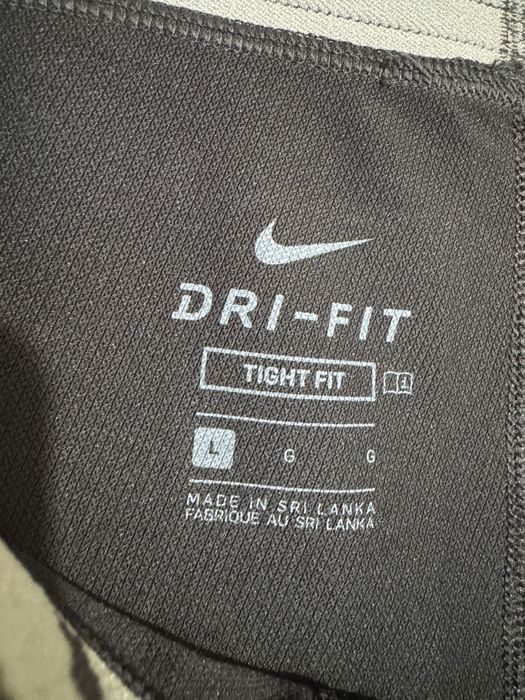 DRI-FIT
TIGHT FIT
L G G
MADE IN SRI LANKA
FABRIQUE AU SRI LANKA